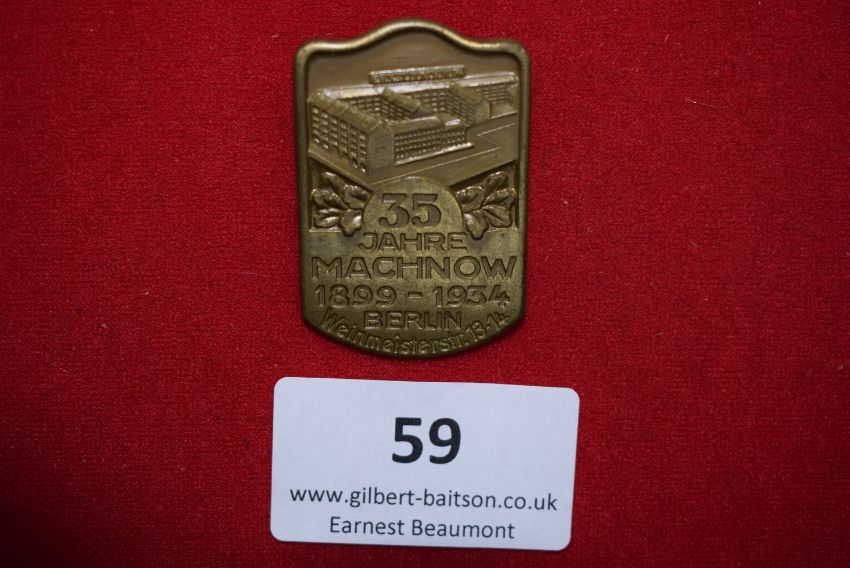 35
JAHRE
MACHNOW
1899 - 1934
BERLIN
Weinmeisterstr. 13-14
59
www.gilbert-baitson.co.uk
Earnest Beaumont